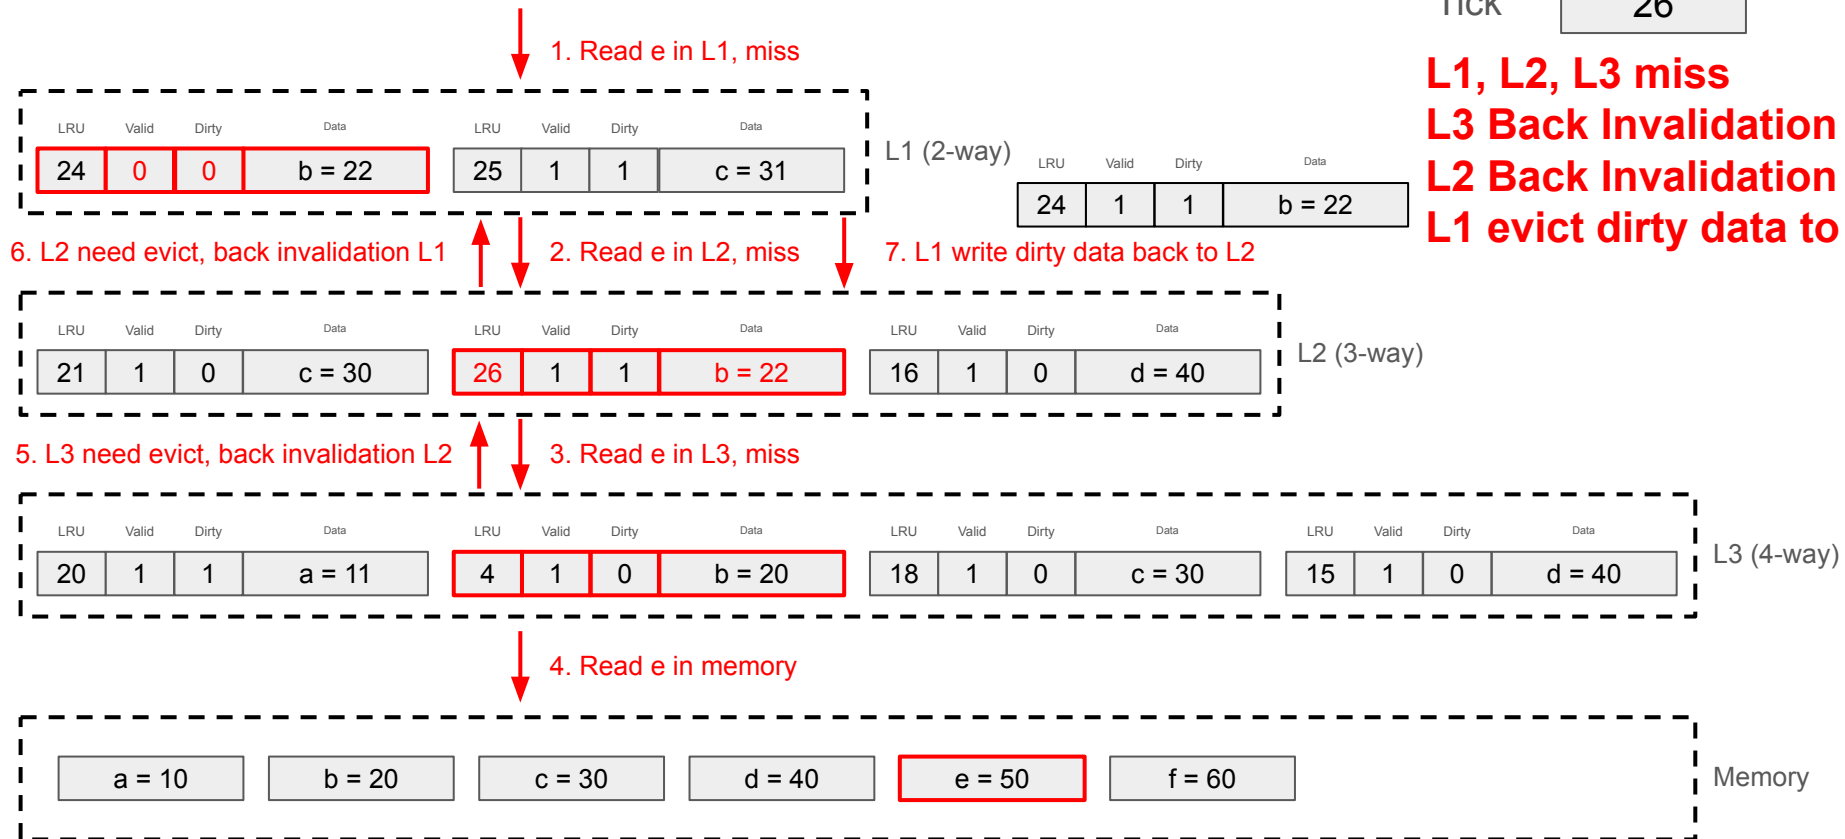 Tick 26
1. Read e in L1, miss
L1, L2, L3 miss
L3 Back Invalidation
L2 Back Invalidation
L1 evict dirty data to
LRU Valid Dirty Data LRU Valid Dirty Data
24 0 0 b = 22 25 1 1 c = 31
L1 (2-way)
LRU Valid Dirty Data
24 1 1 b = 22
6. L2 need evict, back invalidation L1
2. Read e in L2, miss
7. L1 write dirty data back to L2
LRU Valid Dirty Data LRU Valid Dirty Data LRU Valid Dirty Data
21 1 0 c = 30 26 1 1 b = 22 16 1 0 d = 40
L2 (3-way)
5. L3 need evict, back invalidation L2
3. Read e in L3, miss
LRU Valid Dirty Data LRU Valid Dirty Data LRU Valid Dirty Data LRU Valid Dirty Data
20 1 1 a = 11 4 1 0 b = 20 18 1 0 c = 30 15 1 0 d = 40
L3 (4-way)
4. Read e in memory
a = 10 b = 20 c = 30 d = 40 e = 50 f = 60
Memory